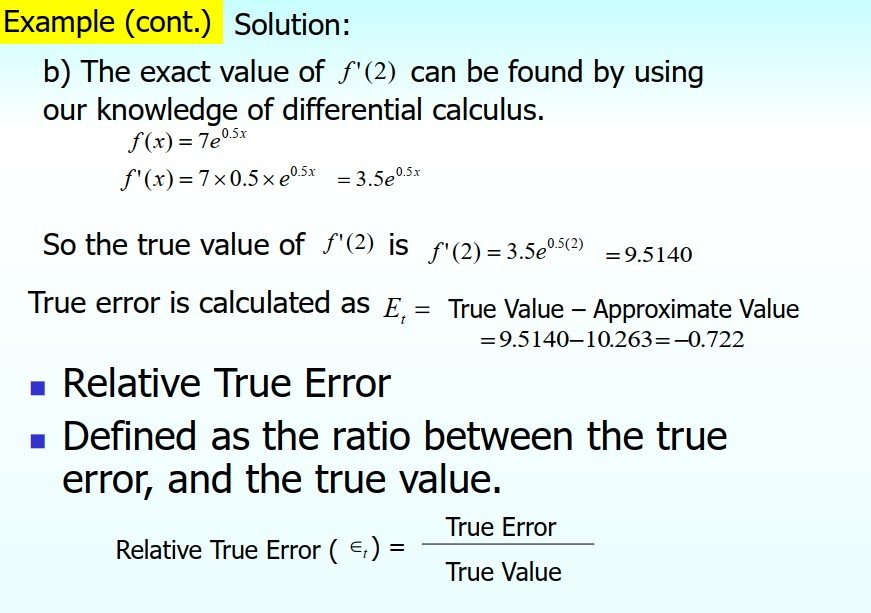 Example (cont.) Solution:
b) The exact value of f'(2) can be found by using
our knowledge of differential calculus.
f(x) = 7e^{0.5x}
f'(x) = 7×0.5×e^{0.5x} = 3.5e^{0.5x}
So the true value of f'(2) is f'(2) = 3.5e^{0.5(2)} = 9.5140
True error is calculated as E_t = True Value – Approximate Value
= 9.5140–10.263= –0.722
▪ Relative True Error
▪ Defined as the ratio between the true
error, and the true value.
True Error
Relative True Error ( ∈_t) =
True Value